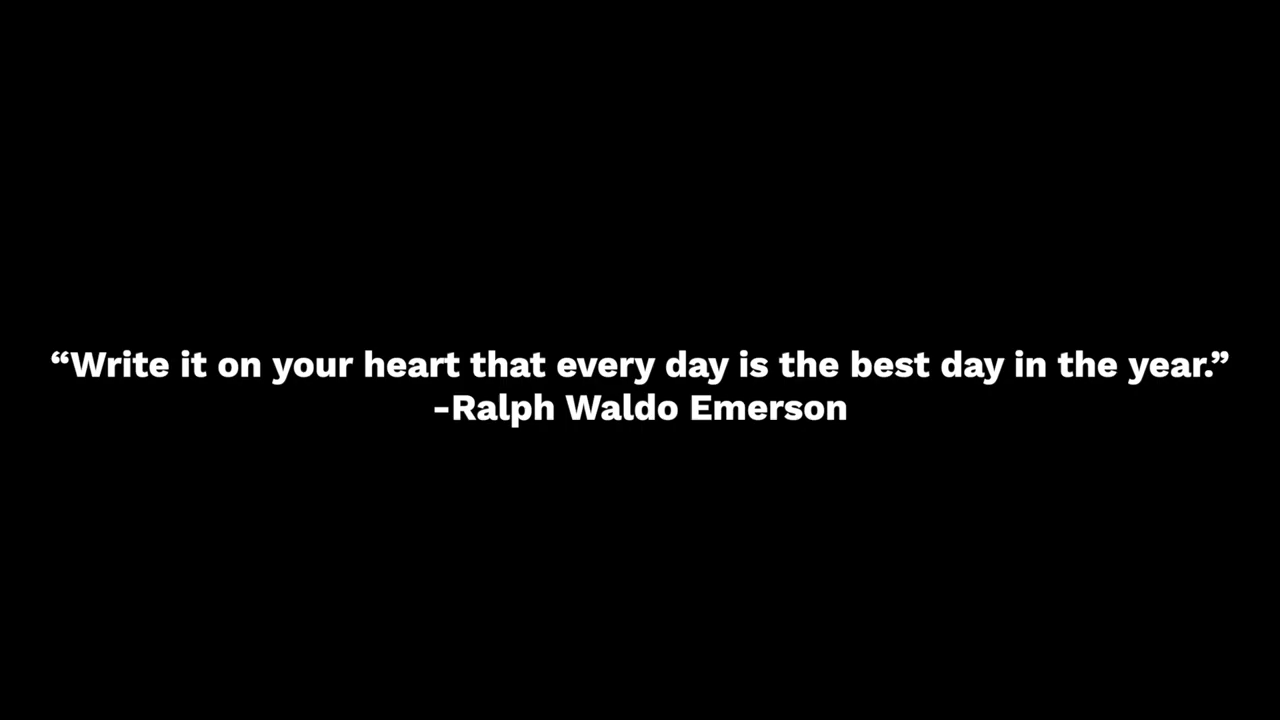 “Write it on your heart that every day is the best day in the year.”
-Ralph Waldo Emerson